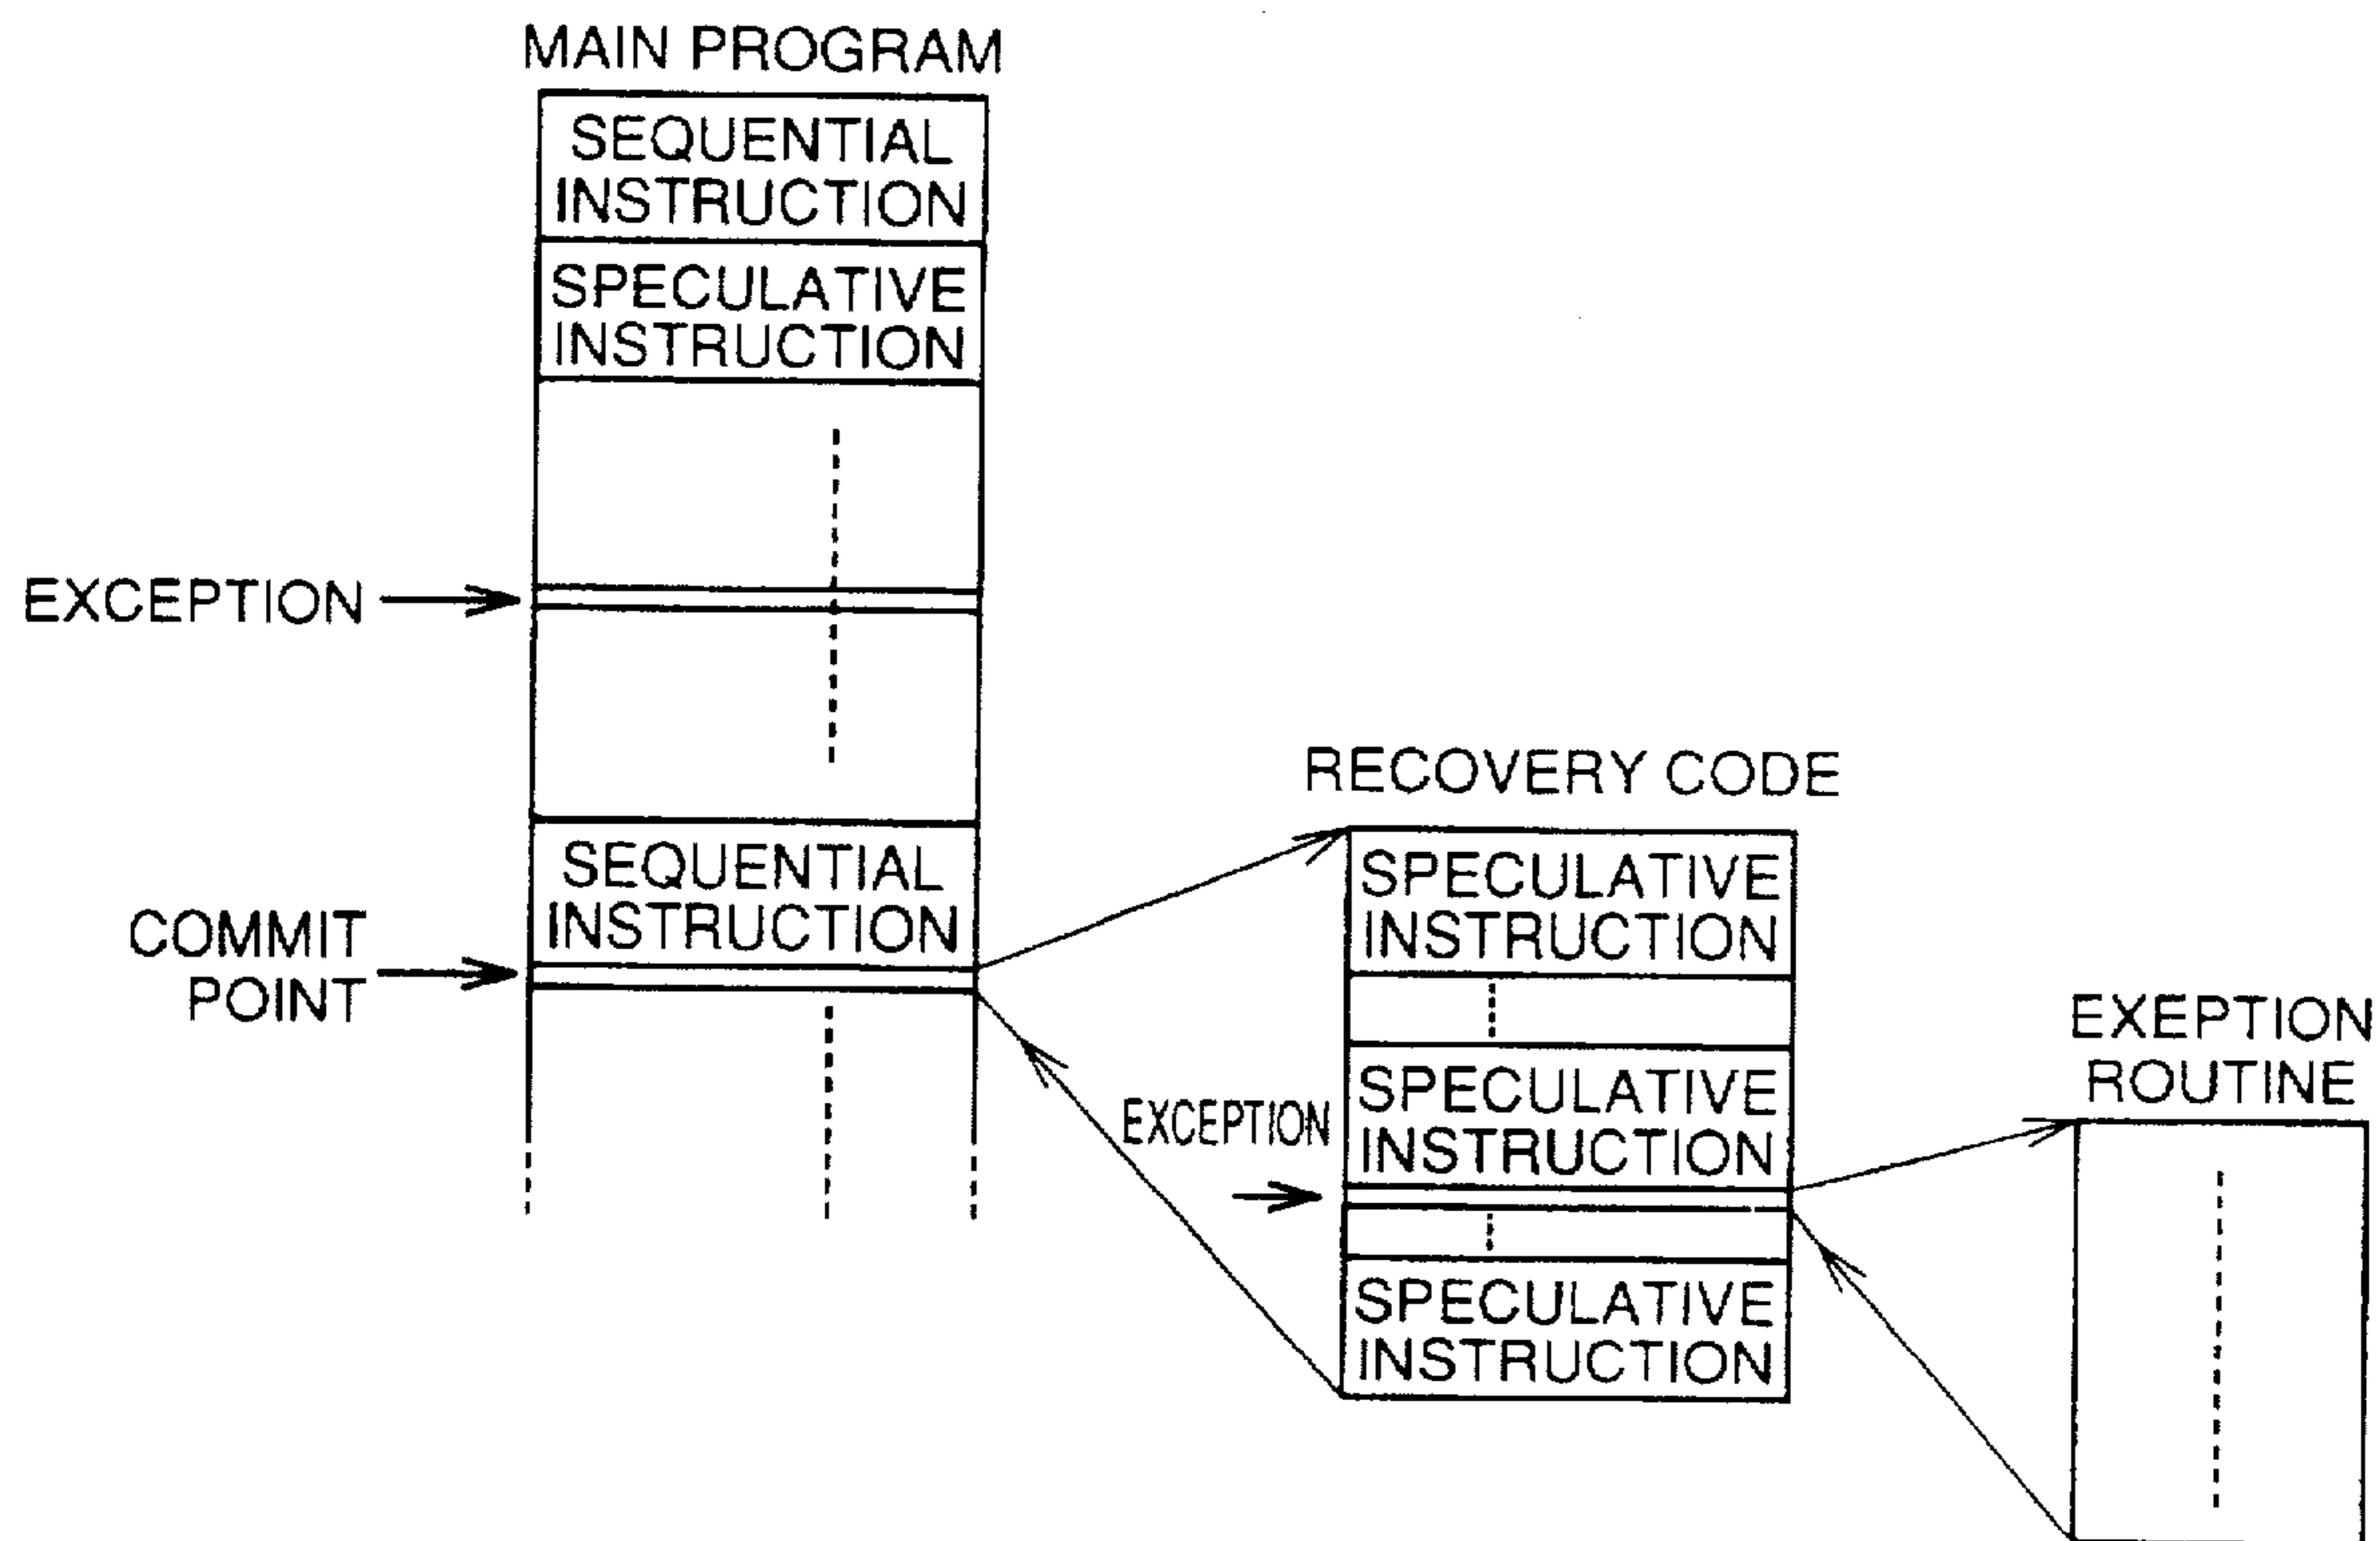 MAIN PROGRAM
SEQUENTIAL
INSTRUCTION
SPECULATIVE
INSTRUCTION
EXCEPTION
SEQUENTIAL
INSTRUCTION
COMMIT
POINT
RECOVERY CODE
SPECULATIVE
INSTRUCTION
SPECULATIVE
INSTRUCTION
EXCEPTION
SPECULATIVE
INSTRUCTION
EXEPTION
ROUTINE